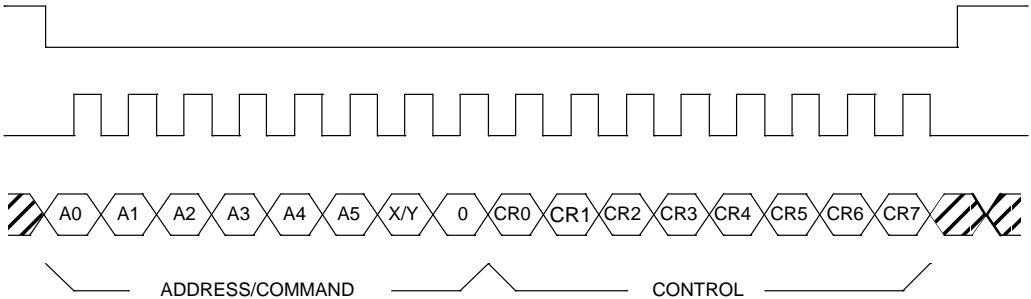 A0 A1 A2 A3 A4 A5 X/Y 0 CR0 CR1 CR2 CR3 CR4 CR5 CR6 CR7
ADDRESS/COMMAND CONTROL